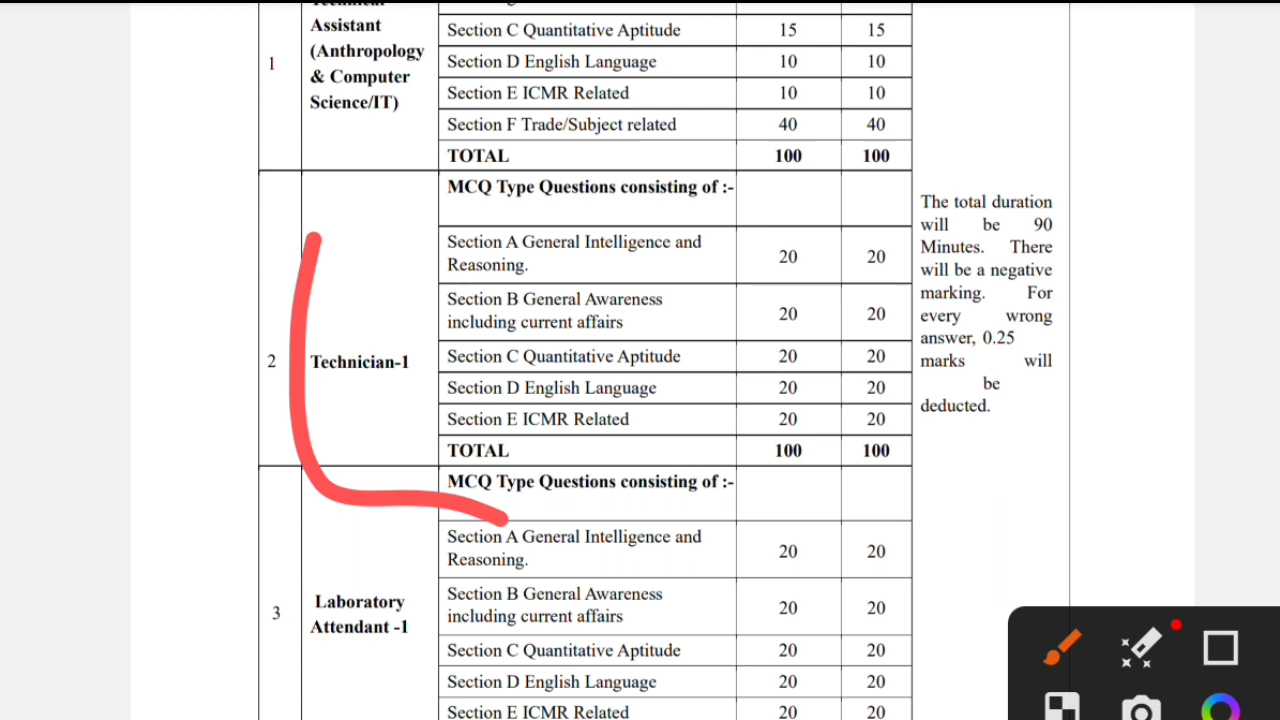 Assistant
(Anthropology
& Computer
Science/IT)
1
Section C Quantitative Aptitude 15 15
Section D English Language 10 10
Section E ICMR Related 10 10
Section F Trade/Subject related 40 40
TOTAL 100 100
2
Technician-1
MCQ Type Questions consisting of :-
Section A General Intelligence and
Reasoning. 20 20
Section B General Awareness
including current affairs 20 20
Section C Quantitative Aptitude 20 20
Section D English Language 20 20
Section E ICMR Related 20 20
TOTAL 100 100
The total duration
will be 90
Minutes. There
will be a negative
marking. For
every wrong
answer, 0.25
marks will
be
deducted.
3
Laboratory
Attendant -1
MCQ Type Questions consisting of :-
Section A General Intelligence and
Reasoning. 20 20
Section B General Awareness
including current affairs 20 20
Section C Quantitative Aptitude 20 20
Section D English Language 20 20
Section E ICMR Related 20 20